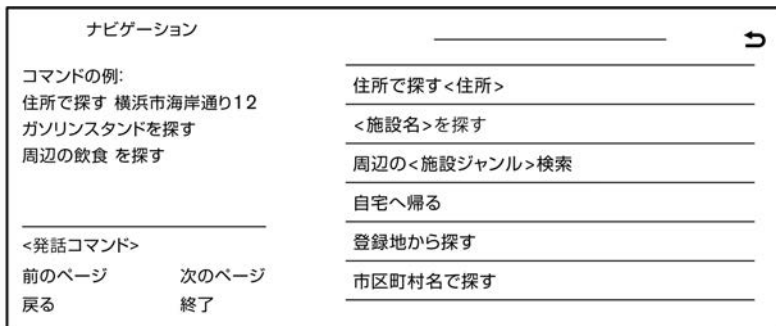 ナビゲーション
コマンドの例:
住所で探す 横浜市海岸通り12
ガソリンスタンドを探す
周辺の飲食 を探す
<発話コマンド>
前のページ 次のページ
戻る 終了
住所で探す<住所>
<施設名>を探す
周辺の<施設ジャンル>検索
自宅へ帰る
登録地から探す
市区町村名で探す